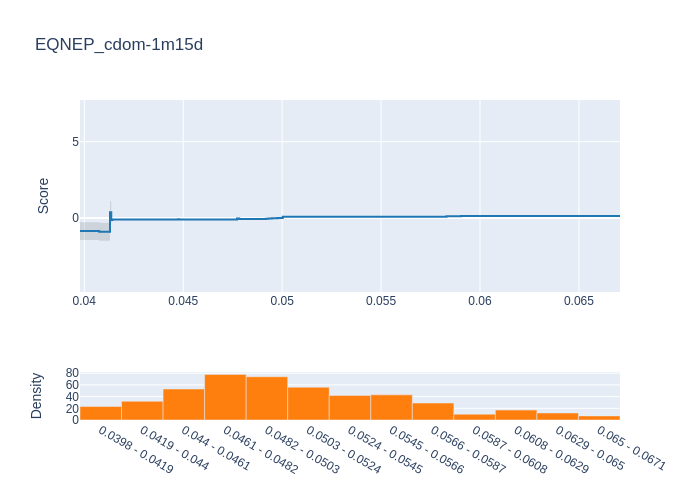 EQNEP_cdom-1m15d
Score
5
0
0.04
0.045
0.05
0.055
0.06
0.065
Density
80
60
40
20
0
0.0398 - 0.0419
0.0419 - 0.044
0.044 - 0.0461
0.0461 - 0.0482
0.0482 - 0.0503
0.0503 - 0.0524
0.0524 - 0.0545
0.0545 - 0.0566
0.0566 - 0.0587
0.0587 - 0.0608
0.0608 - 0.0629
0.0629 - 0.065
0.065 - 0.0671